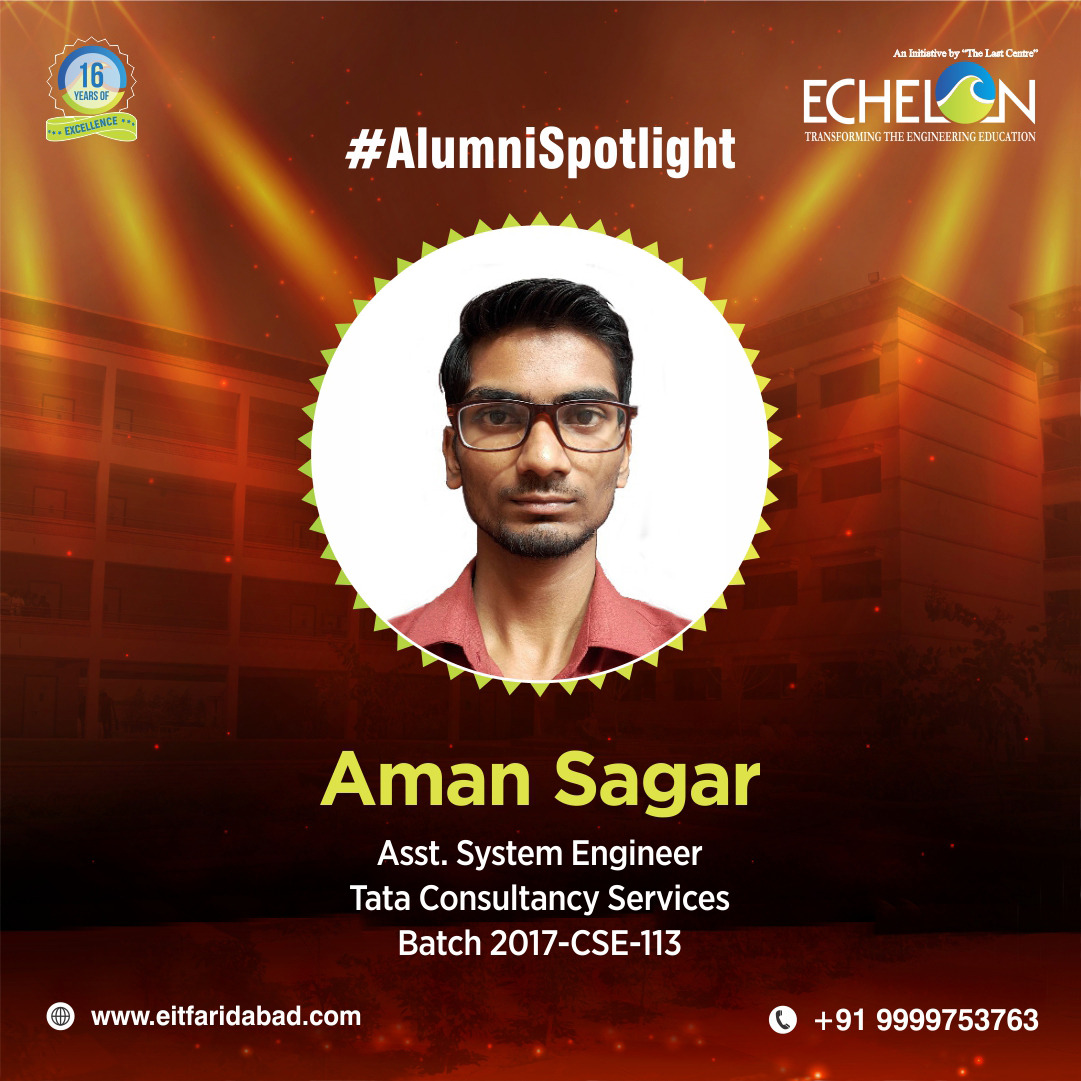 16
YEARS OF
EXCELLENCE
An Initiative by "The Last Centre"
ECHELON
TRANSFORMING THE ENGINEERING EDUCATION
#AlumniSpotlight
Aman Sagar
Asst. System Engineer
Tata Consultancy Services
Batch 2017-CSE-113
www.eitfaridabad.com
+91 9999753763